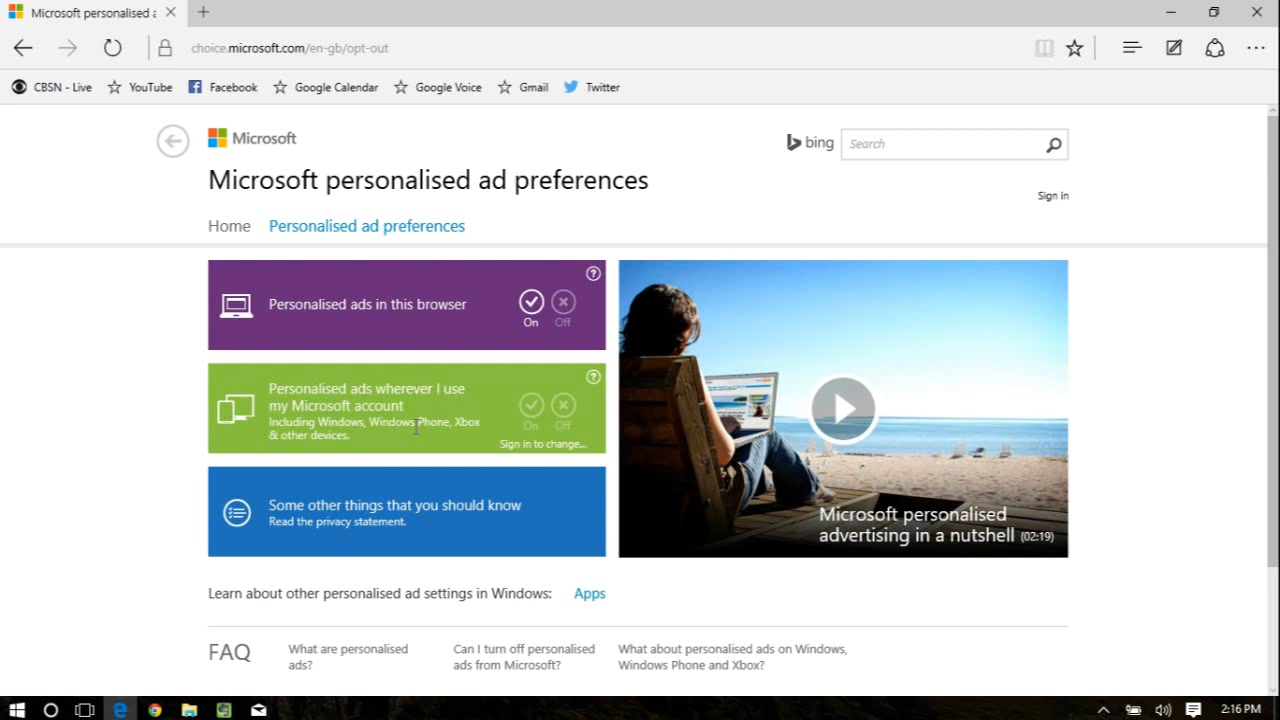 Microsoft personalised a
choice.microsoft.com/en-gb/opt-out
CBSN - Live
YouTube
Facebook
Google Calendar
Google Voice
Gmail
Twitter
Microsoft
bing
Search
Microsoft personalised ad preferences
Sign in
Home
Personalised ad preferences
Personalised ads in this browser
On
Off
Personalised ads wherever I use
my Microsoft account
Including Windows, Windows Phone, Xbox
& other devices.
On
Off
Sign in to change...
Some other things that you should know
Read the privacy statement.
Microsoft personalised
advertising in a nutshell (02:19)
Learn about other personalised ad settings in Windows:
Apps
FAQ
What are personalised
ads?
Can I turn off personalised
ads from Microsoft?
What about personalised ads on Windows,
Windows Phone and Xbox?
2:16 PM